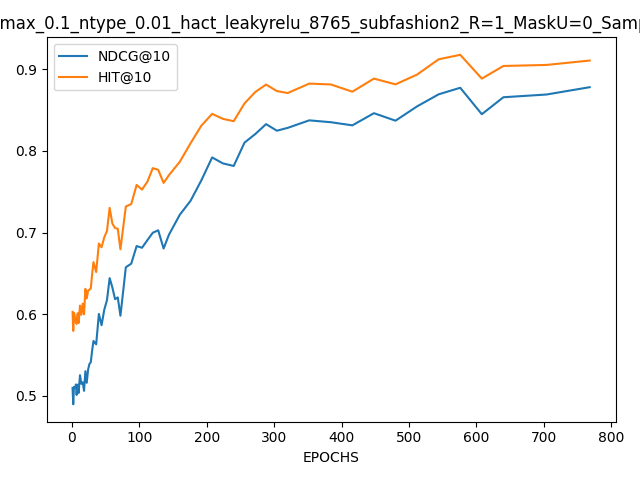 max_0.1_ntype_0.01_hact_leakyrelu_8765_subfashion2_R=1_MaskU=0_Samp
NDCG@10
HIT@10
0.9
0.8
0.7
0.6
0.5
0 100 200 300 400 500 600 700 800
EPOCHS